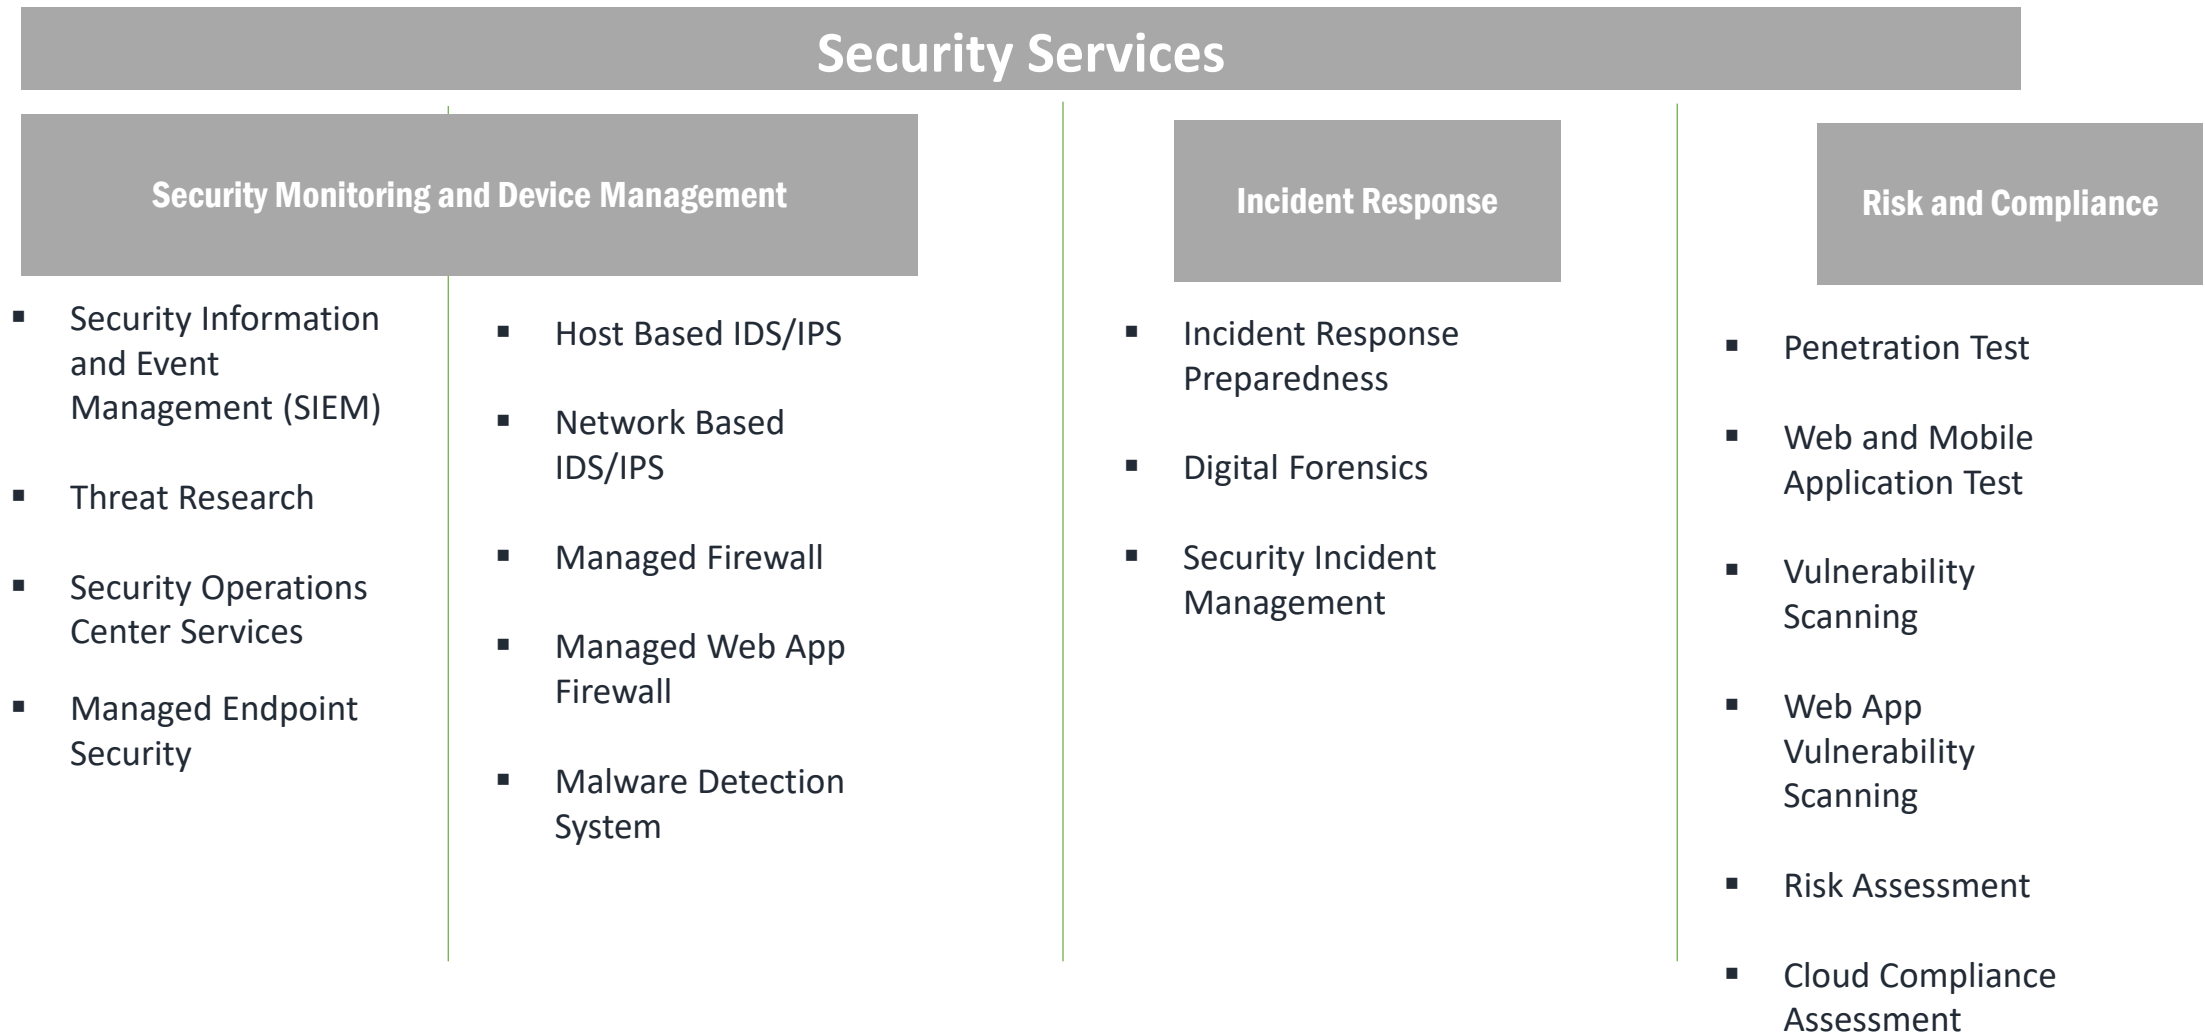 Security Services
Security Monitoring and Device Management
Incident Response
Risk and Compliance
▪ Security Information
and Event
Management (SIEM)
▪ Threat Research
▪ Security Operations
Center Services
▪ Managed Endpoint
Security
▪ Host Based IDS/IPS
▪ Network Based
IDS/IPS
▪ Managed Firewall
▪ Managed Web App
Firewall
▪ Malware Detection
System
▪ Incident Response
Preparedness
▪ Digital Forensics
▪ Security Incident
Management
▪ Penetration Test
▪ Web and Mobile
Application Test
▪ Vulnerability
Scanning
▪ Web App
Vulnerability
Scanning
▪ Risk Assessment
▪ Cloud Compliance
Assessment